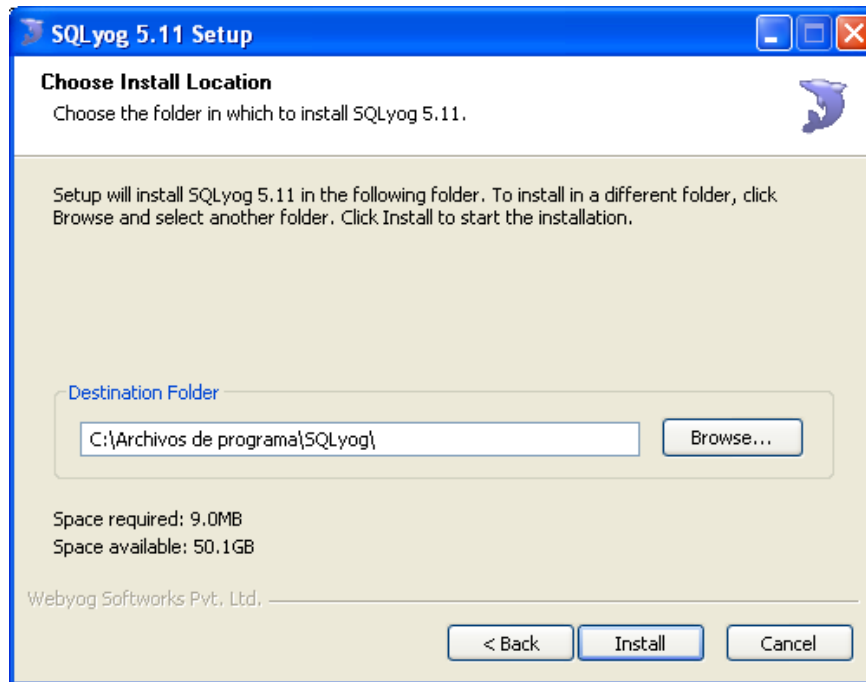 SQLyog 5.11 Setup
Choose Install Location
Choose the folder in which to install SQLyog 5.11.
Setup will install SQLyog 5.11 in the following folder. To install in a different folder, click
Browse and select another folder. Click Install to start the installation.
Destination Folder
C:\Archivos de programa\SQLyog\
Browse...
Space required: 9.0MB
Space available: 50.1GB
Webyog Softworks Pvt. Ltd.
< Back
Install
Cancel